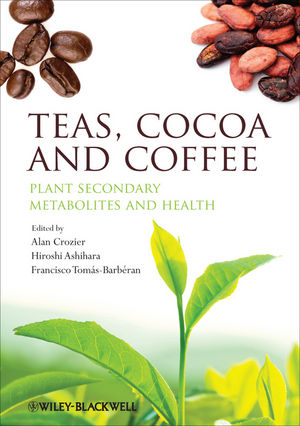 TEAS, COCOA
AND COFFEE
PLANT SECONDARY
METABOLITES AND HEALTH
Edited by
Alan Crozier
Hiroshi Ashihara
Francisco Tomás-Barbéran
WILEY-BLACKWELL